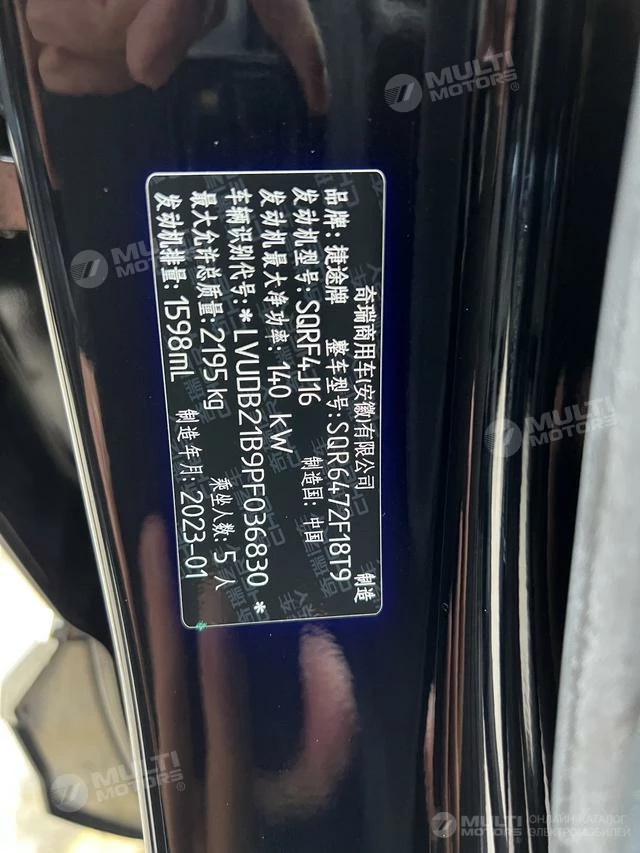 奇瑞商用车(安徽)有限公司 制造
品牌：捷途牌 整车型号：SQR6472F18T9
发动机型号：SQRF4J16 制造国：中国
发动机最大净功率：140 kW
车辆识别代号：*LVUDB21B9PF036830*
最大允许总质量：2195kg 乘坐人数：5人
发动机排量：1598mL 制造年月：2023-01
MULTI MOTORS
MULTI MOTORS
MULTI MOTORS
MULTI MOTORS
ОНЛАЙН-КАТАЛОГ
ЭЛЕКТРОМОБИЛЕЙ